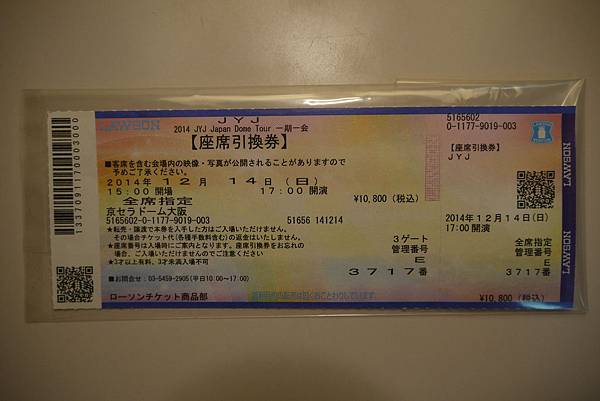 LAWSON
JYJ
2014 JYJ Japan Dome Tour 一期一会
【座席引換券】
■客席を含む会場内の映像・写真が公開されることがありますので
予めご了承ください。
2014年 12月 14日(日)
15:00 開場 17:00 開演
¥10,800(税込)
全席指定
京セラドーム大阪
5165602-0-1177-9019-003 51656 141214
★転売・譲渡で本券を入手した方はご入場いただけません。
その場合チケット代(各種手数料含む)の返金はいたしません。
★座席番号は入場時にご案内となります。座席引換券をお忘れの
場合、ご入場いただけませんのでご注意ください
★3才以上有料、3才未満入場不可
3ゲート
管理番号
E
3717番
■お問合せ:03-5459-2905(平日10:00~17:00)
ローソンチケット商品部
1337091170003000
5165602
0-1177-9019-003
【座席引換券】
JYJ
2014年12月14日(日)
17:00 開演
全席指定
管理番号
E
3717番
¥10,800(税込)
LAWSON
LAWSON